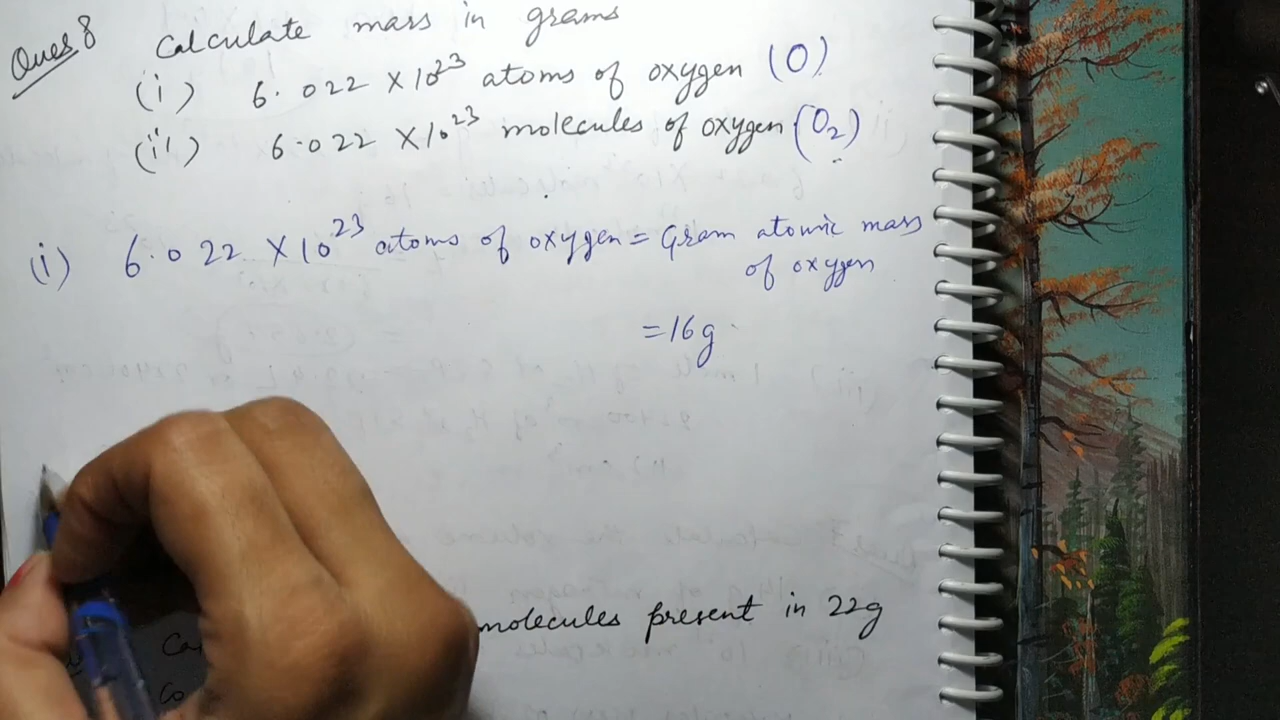 Ques 8 Calculate mass in grams
(i) 6.022 × 10²³ atoms of oxygen (O)
(ii) 6.022 × 10²³ molecules of oxygen (O₂)
(i) 6.022 × 10²³ atoms of oxygen = Gram atomic mass
of oxygen
= 16g
molecules present in 22g